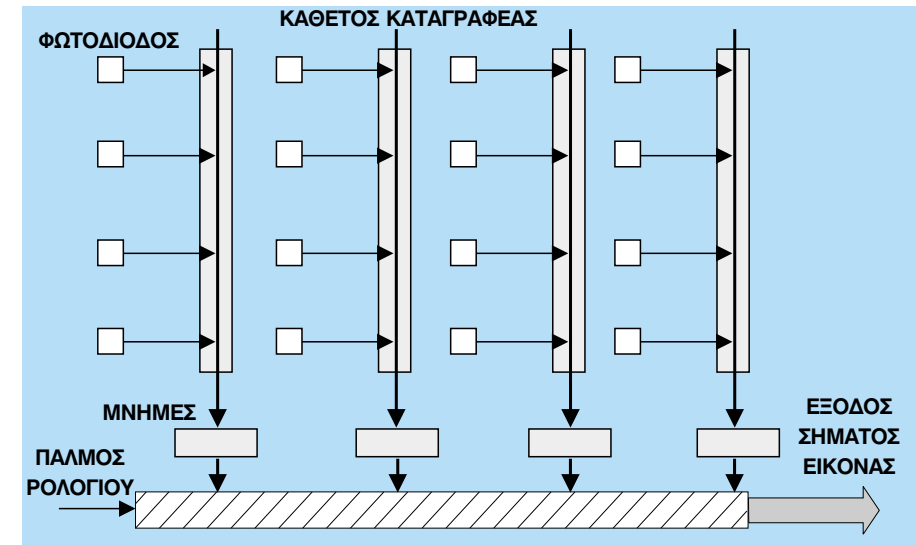 ΚΑΘΕΤΟΣ ΚΑΤΑΓΡΑΦΕΑΣ
ΦΩΤΟΔΙΟΔΟΣ
ΜΝΗΜΕΣ
ΕΞΟΔΟΣ
ΣΗΜΑΤΟΣ
ΕΙΚΟΝΑΣ
ΠΑΛΜΟΣ
ΡΟΛΟΓΙΟΥ